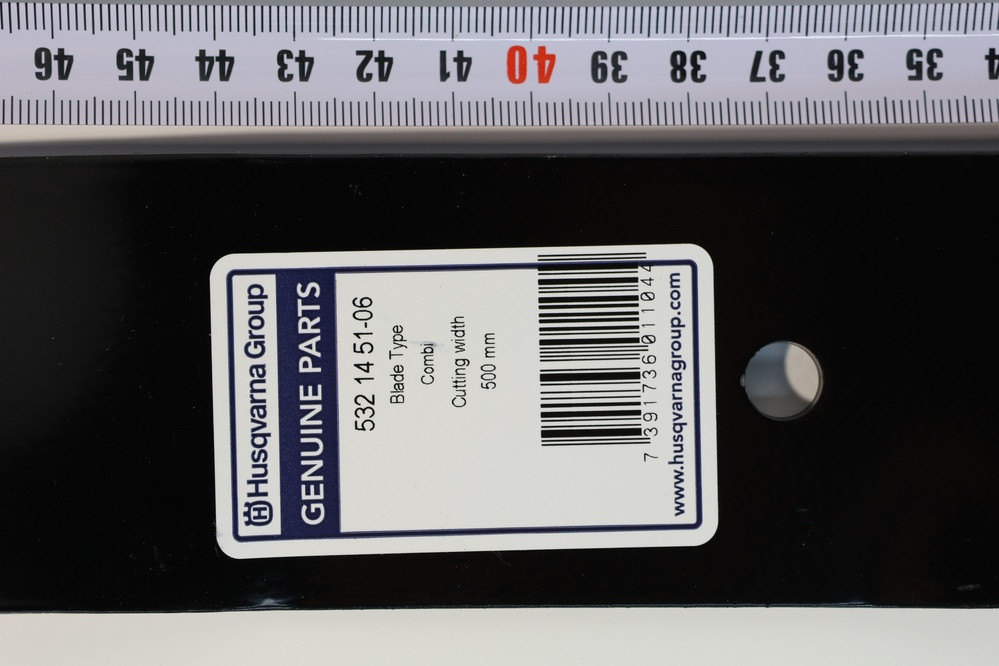 46 45 44 43 42 41 40 39 38 37 36 35
Husqvarna Group
GENUINE PARTS
532 14 51-06
Blade Type
Combi
Cutting width
500 mm
7 391736 011044
www.husqvarnagroup.com